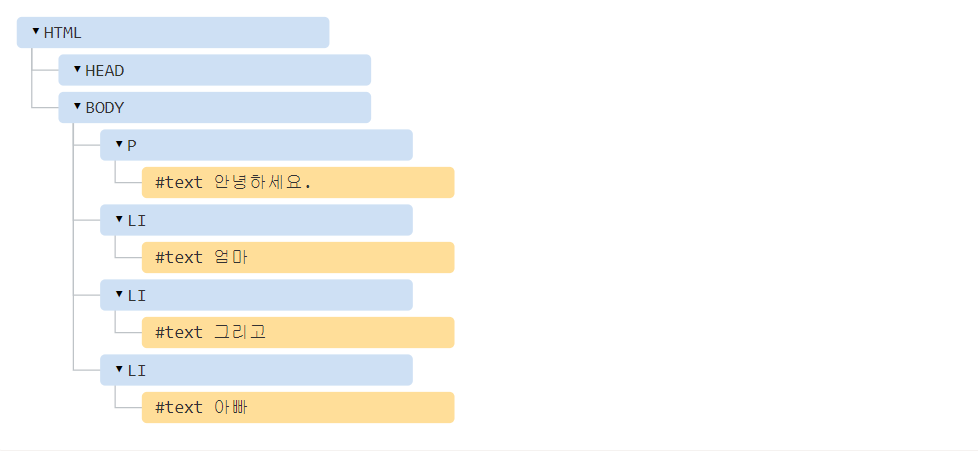 ▾ HTML
▾ HEAD
▾ BODY
▾ P
#text 안녕하세요.
▾ LI
#text 엄마
▾ LI
#text 그리고
▾ LI
#text 아빠